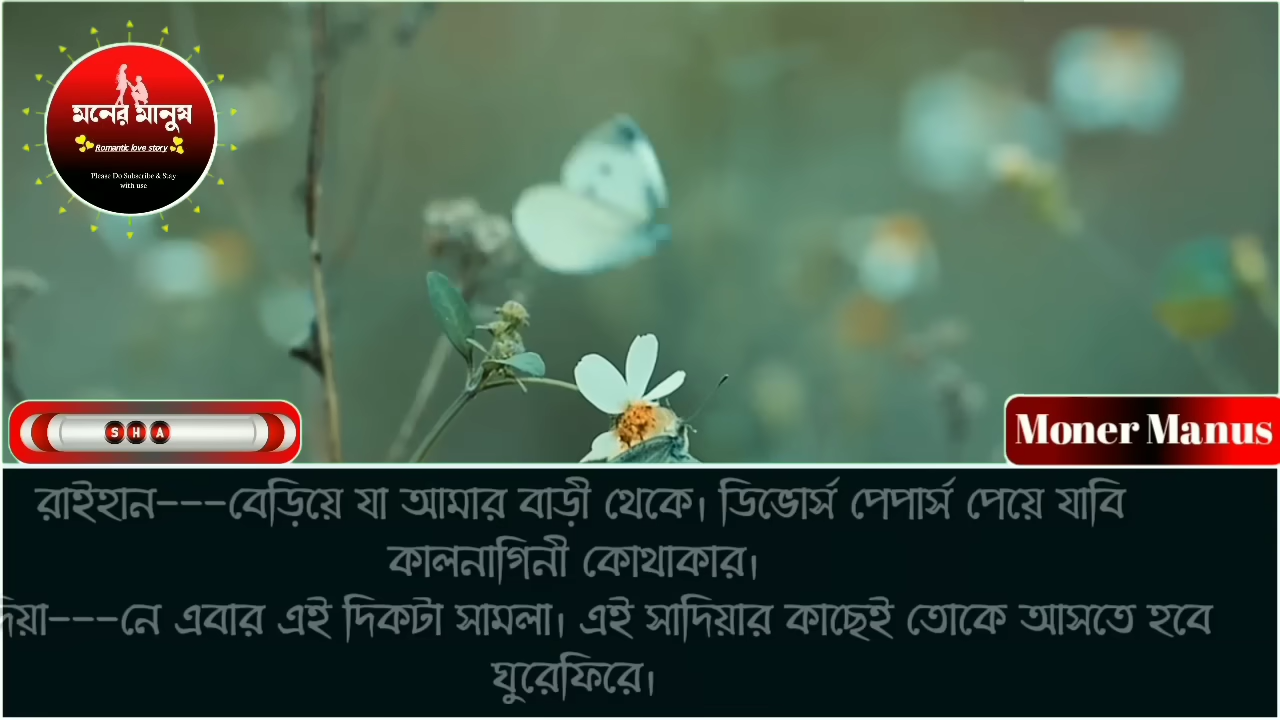 মনের মানুষ
Romantic love story
Please Do Subscribe & Stay
with use
S H A
Moner Manus
রাইহান---বেড়িয়ে যা আমার বাড়ী থেকে। ডিভোর্স পেপার্স পেয়ে যাবি
কালনাগিনী কোথাকার।
দিয়া---নে এবার এই দিকটা সামলা। এই সাদিয়ার কাছেই তোকে আসতে হবে
ঘুরেফিরে।